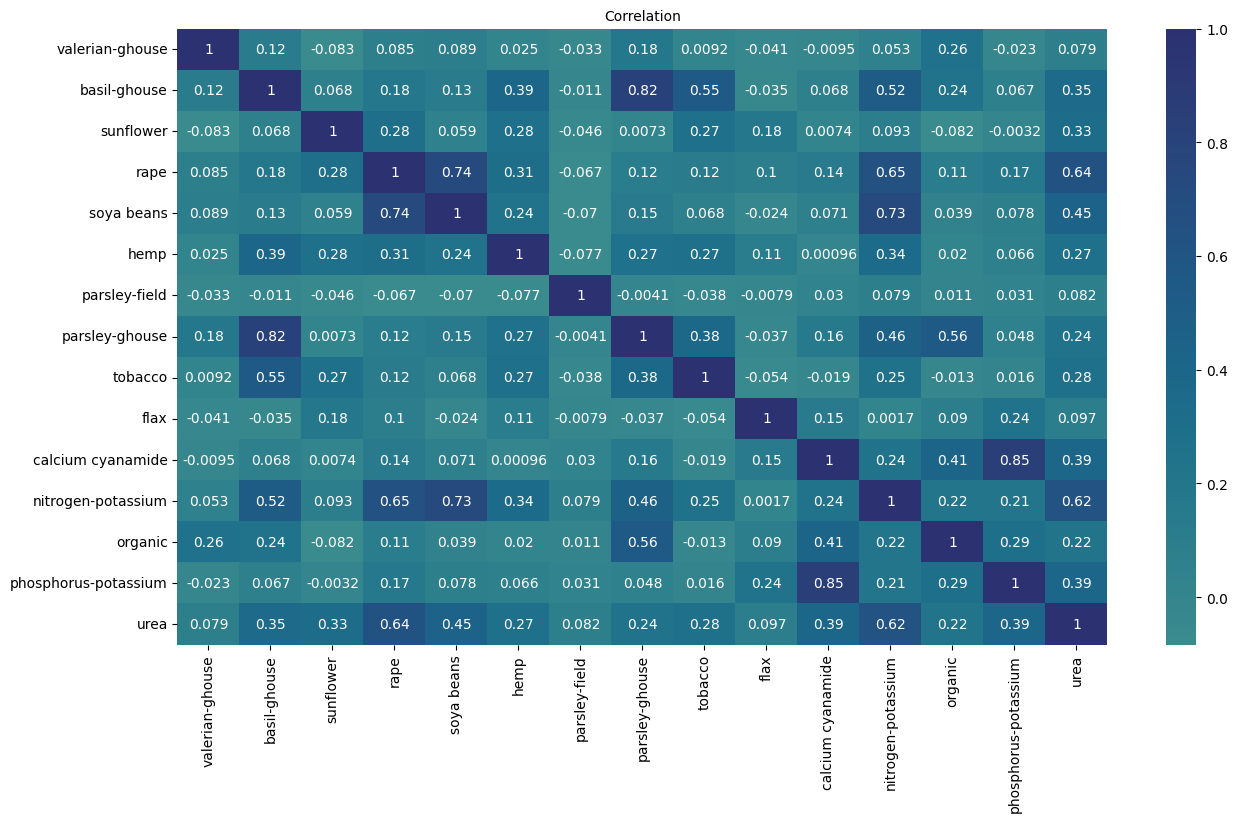 Correlation
valerian-ghouse 1 0.12 -0.083 0.085 0.089 0.025 -0.033 0.18 0.0092 -0.041 -0.0095 0.053 0.26 -0.023 0.079
basil-ghouse 0.12 1 0.068 0.18 0.13 0.39 -0.011 0.82 0.55 -0.035 0.068 0.52 0.24 0.067 0.35
sunflower -0.083 0.068 1 0.28 0.059 0.28 -0.046 0.0073 0.27 0.18 0.0074 0.093 -0.082 -0.0032 0.33
rape 0.085 0.18 0.28 1 0.74 0.31 -0.067 0.12 0.12 0.1 0.14 0.65 0.11 0.17 0.64
soya beans 0.089 0.13 0.059 0.74 1 0.24 -0.07 0.15 0.068 -0.024 0.071 0.73 0.039 0.078 0.45
hemp 0.025 0.39 0.28 0.31 0.24 1 -0.077 0.27 0.27 0.11 0.00096 0.34 0.02 0.066 0.27
parsley-field -0.033 -0.011 -0.046 -0.067 -0.07 -0.077 1 -0.0041 -0.038 -0.0079 0.03 0.079 0.011 0.031 0.082
parsley-ghouse 0.18 0.82 0.0073 0.12 0.15 0.27 -0.0041 1 0.38 -0.037 0.16 0.46 0.56 0.048 0.24
tobacco 0.0092 0.55 0.27 0.12 0.068 0.27 -0.038 0.38 1 -0.054 -0.019 0.25 -0.013 0.016 0.28
flax -0.041 -0.035 0.18 0.1 -0.024 0.11 -0.0079 -0.037 -0.054 1 0.15 0.0017 0.09 0.24 0.097
calcium cyanamide -0.0095 0.068 0.0074 0.14 0.071 0.00096 0.03 0.16 -0.019 0.15 1 0.24 0.41 0.85 0.39
nitrogen-potassium 0.053 0.52 0.093 0.65 0.73 0.34 0.079 0.46 0.25 0.0017 0.24 1 0.22 0.21 0.62
organic 0.26 0.24 -0.082 0.11 0.039 0.02 0.011 0.56 -0.013 0.09 0.41 0.22 1 0.29 0.22
phosphorus-potassium -0.023 0.067 -0.0032 0.17 0.078 0.066 0.031 0.048 0.016 0.24 0.85 0.21 0.29 1 0.39
urea 0.079 0.35 0.33 0.64 0.45 0.27 0.082 0.24 0.28 0.097 0.39 0.62 0.22 0.39 1
valerian-ghouse
basil-ghouse
sunflower
rape
soya beans
hemp
parsley-field
parsley-ghouse
tobacco
flax
calcium cyanamide
nitrogen-potassium
organic
phosphorus-potassium
urea
1.0
0.8
0.6
0.4
0.2
0.0